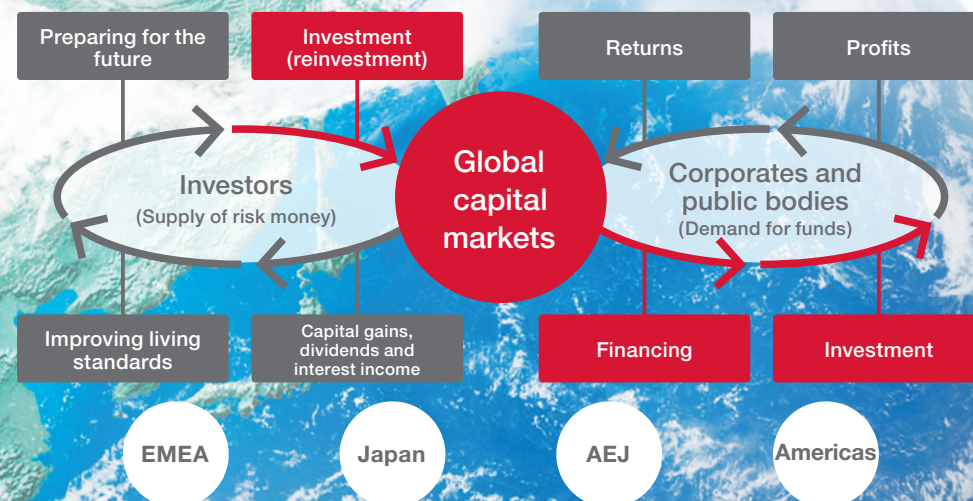 Preparing for the
future
Investment
(reinvestment)
Returns
Profits
Investors
(Supply of risk money)
Global
capital
markets
Corporates and
public bodies
(Demand for funds)
Improving living
standards
Capital gains,
dividends and
interest income
Financing
Investment
EMEA
Japan
AEJ
Americas